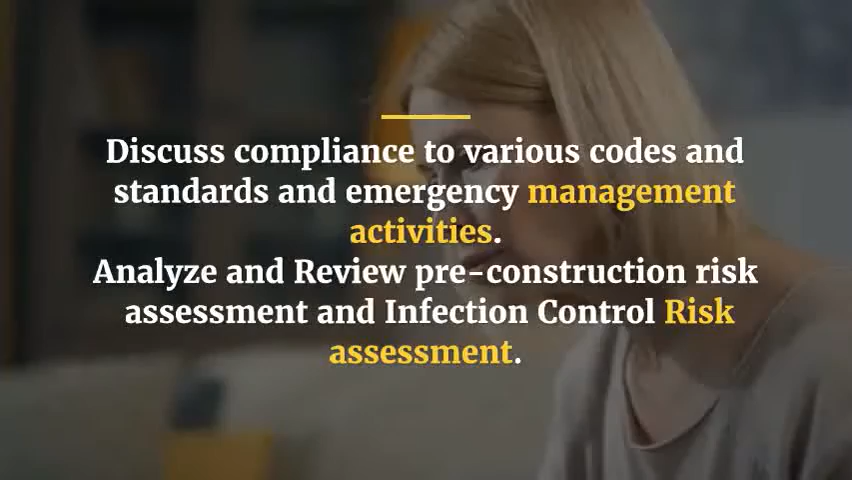 Discuss compliance to various codes and
standards and emergency management
activities.
Analyze and Review pre-construction risk
assessment and Infection Control Risk
assessment.